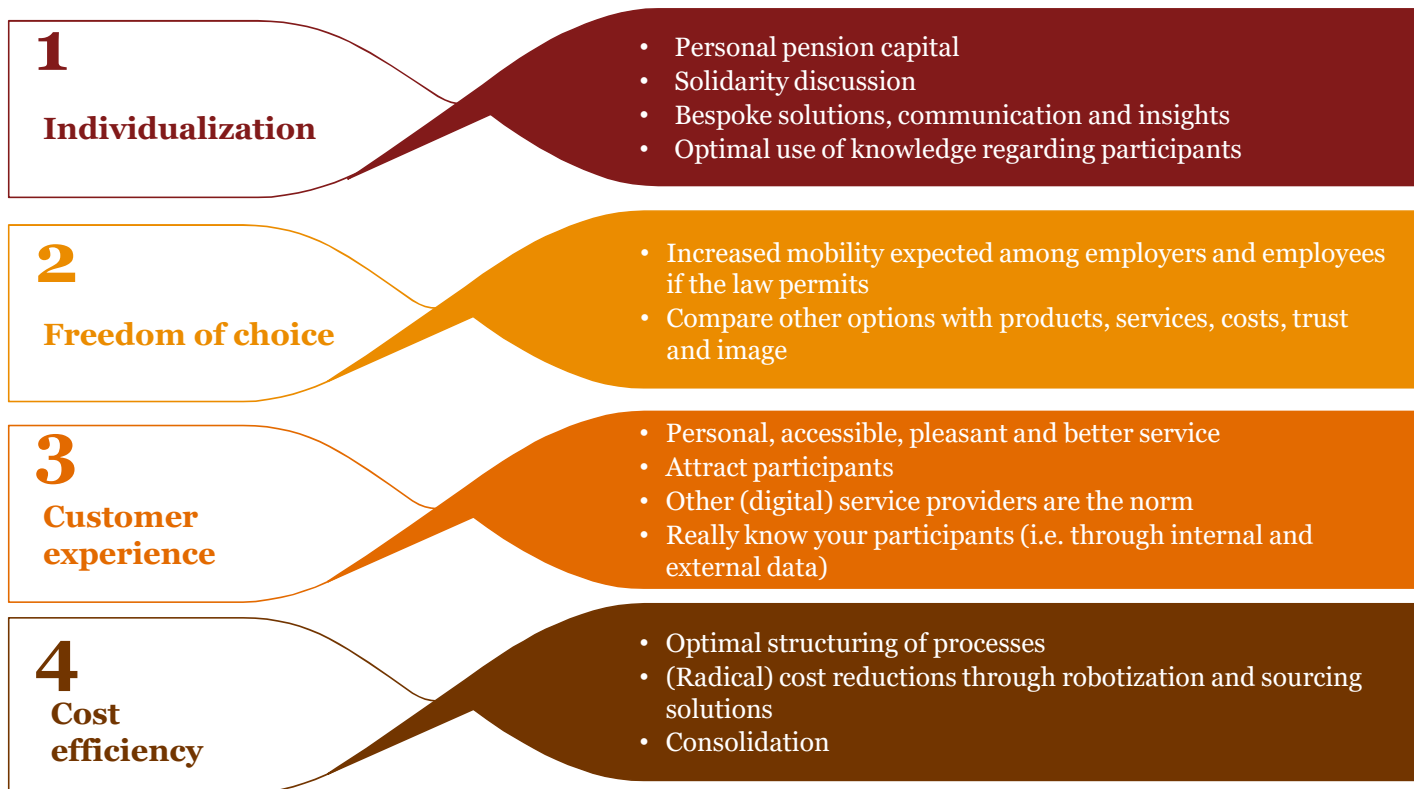 1
Individualization
• Personal pension capital
• Solidarity discussion
• Bespoke solutions, communication and insights
• Optimal use of knowledge regarding participants
2
Freedom of choice
• Increased mobility expected among employers and employees
if the law permits
• Compare other options with products, services, costs, trust
and image
3
Customer
experience
• Personal, accessible, pleasant and better service
• Attract participants
• Other (digital) service providers are the norm
• Really know your participants (i.e. through internal and
external data)
4
Cost
efficiency
• Optimal structuring of processes
• (Radical) cost reductions through robotization and sourcing
solutions
• Consolidation